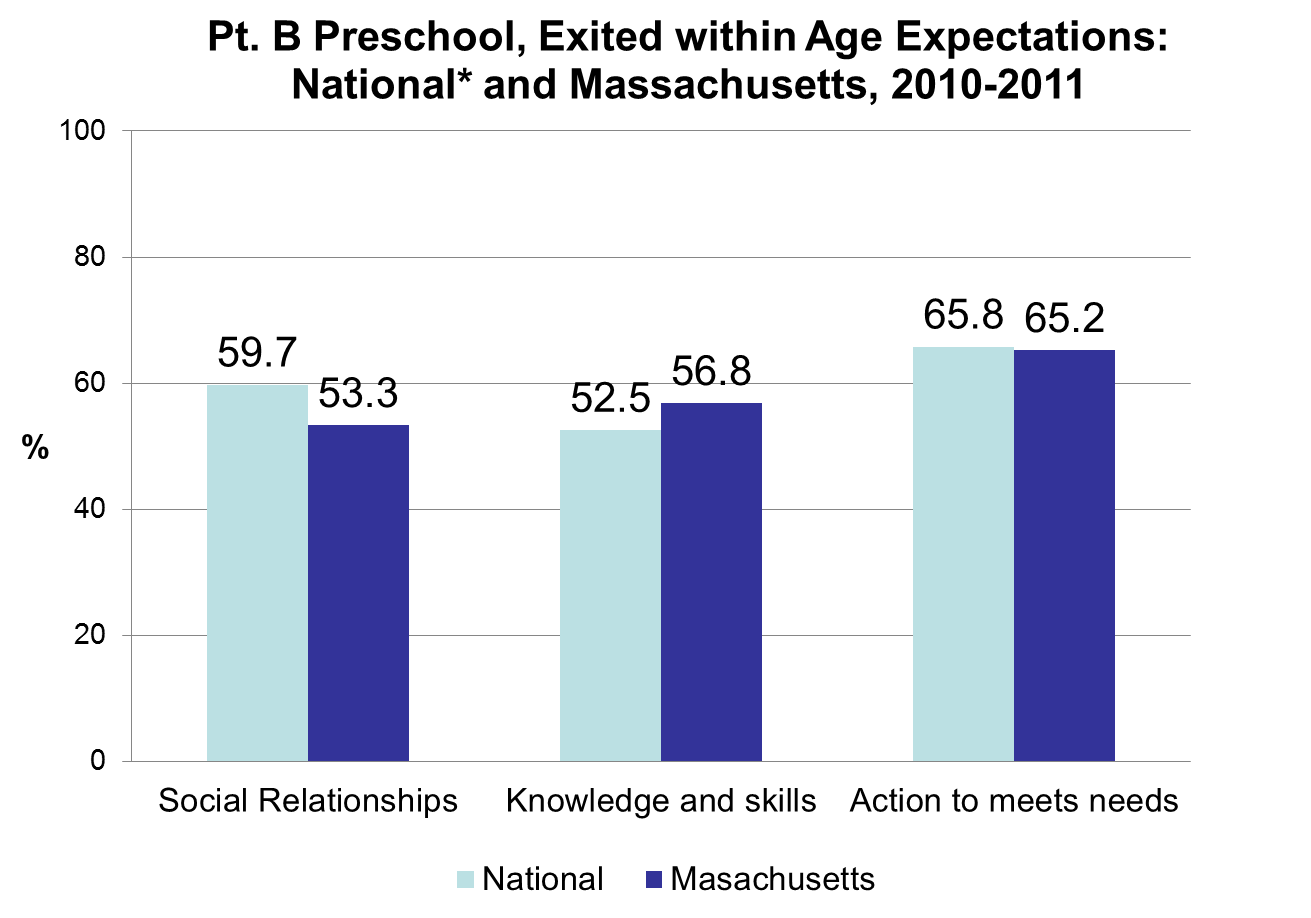 Pt. B Preschool, Exited within Age Expectations:
National* and Massachusetts, 2010-2011
100
80
60
40
20
0
%
59.7
53.3
52.5
56.8
65.8
65.2
Social Relationships
Knowledge and skills
Action to meets needs
National
Masachusetts